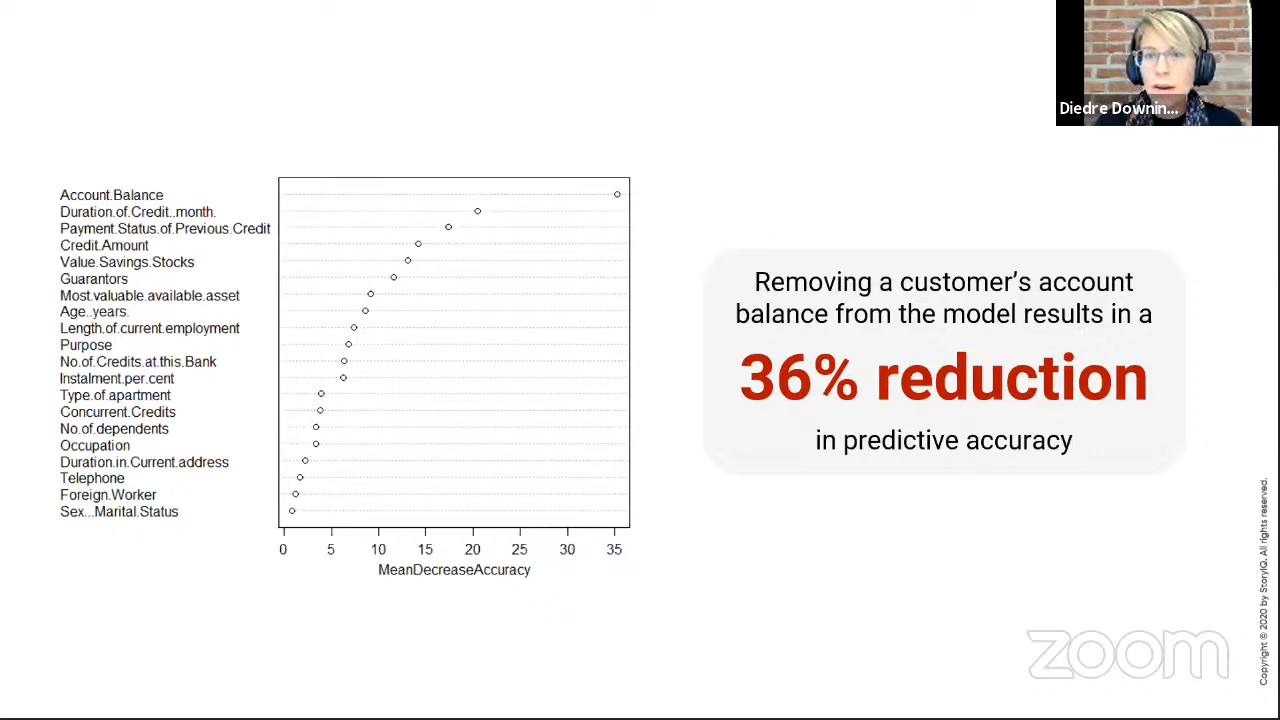 Diedre Downin...
Account.Balance
Duration.of.Credit..month.
Payment.Status.of.Previous.Credit
Credit.Amount
Value.Savings.Stocks
Guarantors
Most.valuable.available.asset
Age..years.
Length.of.current.employment
Purpose
No.of.Credits.at.this.Bank
Instalment.per.cent
Type.of.apartment
Concurrent.Credits
No.of.dependents
Occupation
Duration.in.Current.address
Telephone
Foreign.Worker
Sex...Marital.Status
0 5 10 15 20 25 30 35
MeanDecreaseAccuracy
Removing a customer’s account
balance from the model results in a
36% reduction
in predictive accuracy
Copyright © 2020 by StoryIQ. All rights reserved.
zoom